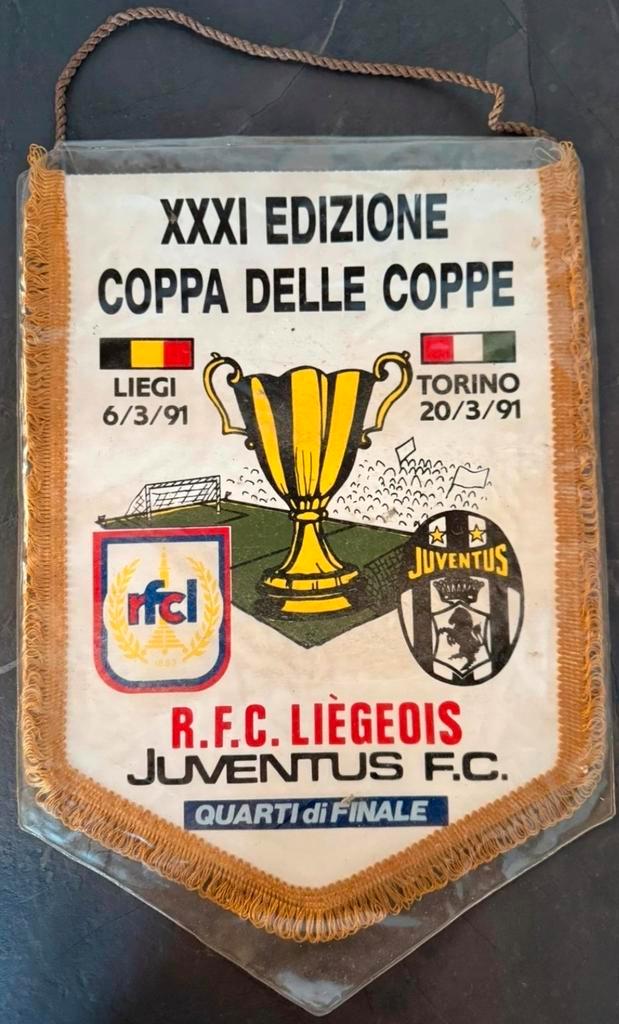 XXXI EDIZIONE
COPPA DELLE COPPE
LIEGI
6/3/91
TORINO
20/3/91
rfcl
1892
JUVENTUS
R.F.C. LIÈGEOIS
JUVENTUS F.C.
QUARTI di FINALE